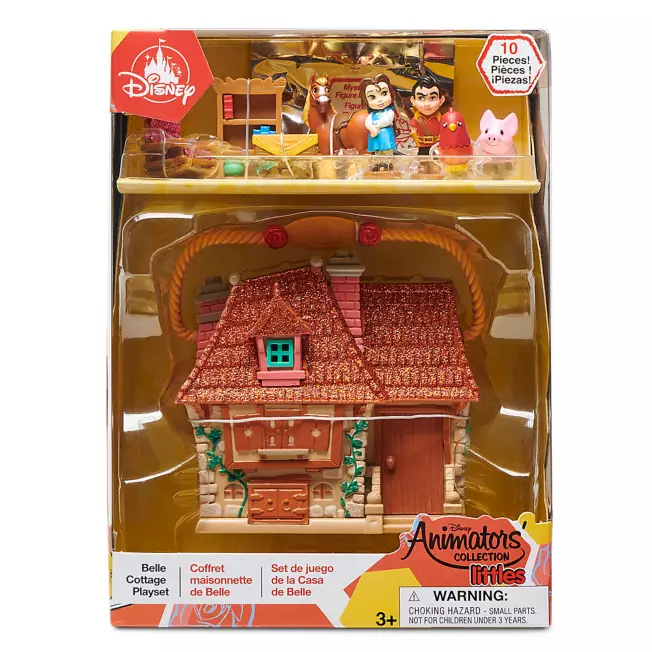 Disney
10
Pieces!
Pièces !
¡Piezas!
Figure
Belle
Cottage
Playset
Coffret
maisonnette
de Belle
Set de juego
de la Casa
de Belle
3+
Disney
Animators'
COLLECTION
littles
WARNING:
CHOKING HAZARD - SMALL PARTS.
NOT FOR CHILDREN UNDER 3 YEARS.